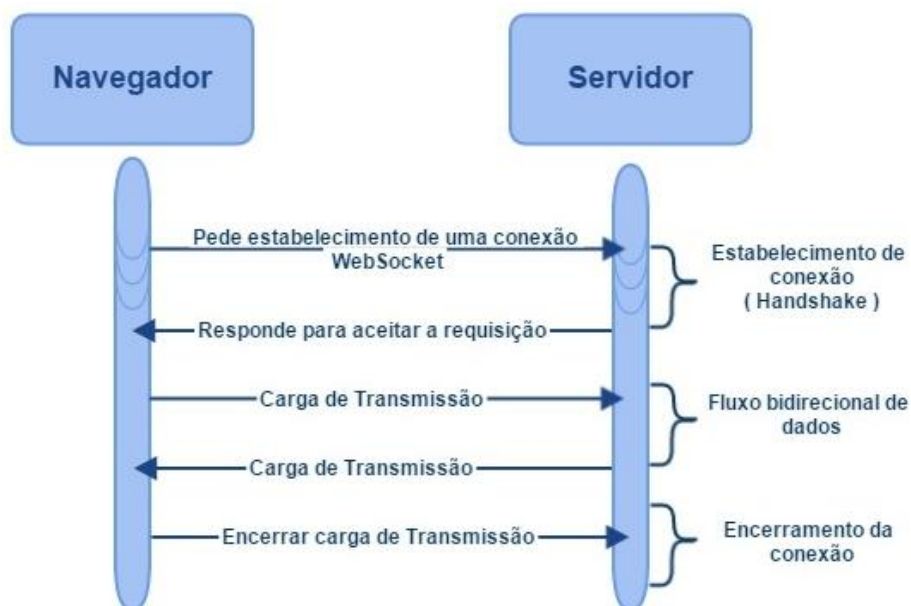 Navegador
Servidor
Pede estabelecimento de uma conexão
WebSocket
Estabelecimento de
conexão
( Handshake )
Responde para aceitar a requisição
Carga de Transmissão
Fluxo bidirecional de
dados
Carga de Transmissão
Encerrar carga de Transmissão
Encerramento da
conexão